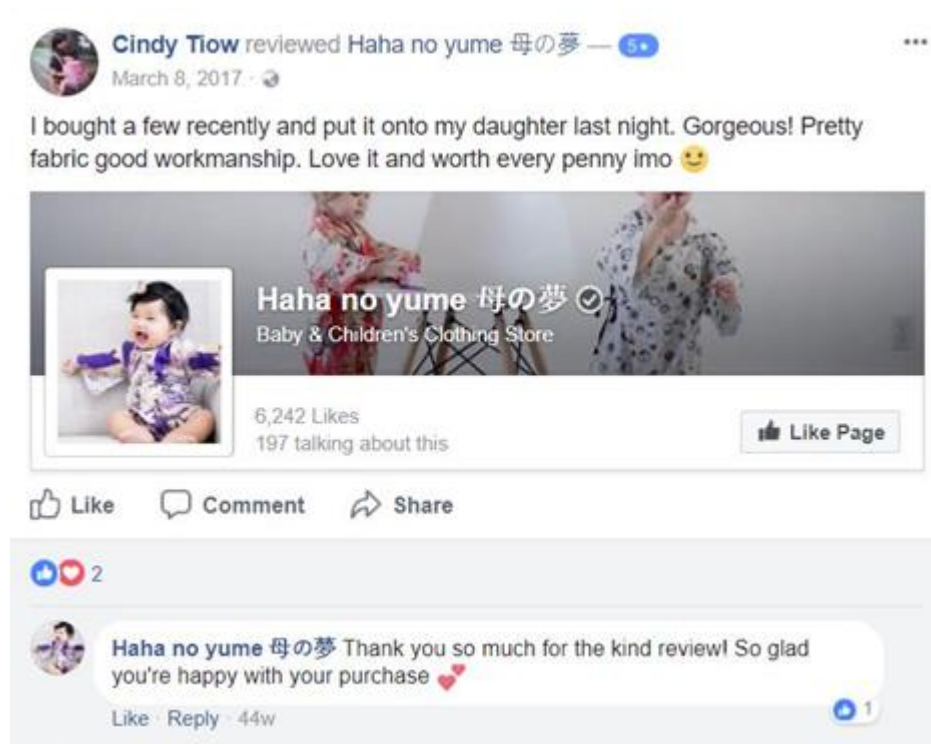 Cindy Tiow reviewed Haha no yume 母の夢 — 5★
March 8, 2017 ·
I bought a few recently and put it onto my daughter last night. Gorgeous! Pretty
fabric good workmanship. Love it and worth every penny imo 🙂
Haha no yume 母の夢
Baby & Children's Clothing Store
6,242 Likes
197 talking about this
Like Page
Like Comment Share
2
Haha no yume 母の夢 Thank you so much for the kind review! So glad
you're happy with your purchase 💕
1
Like · Reply · 44w